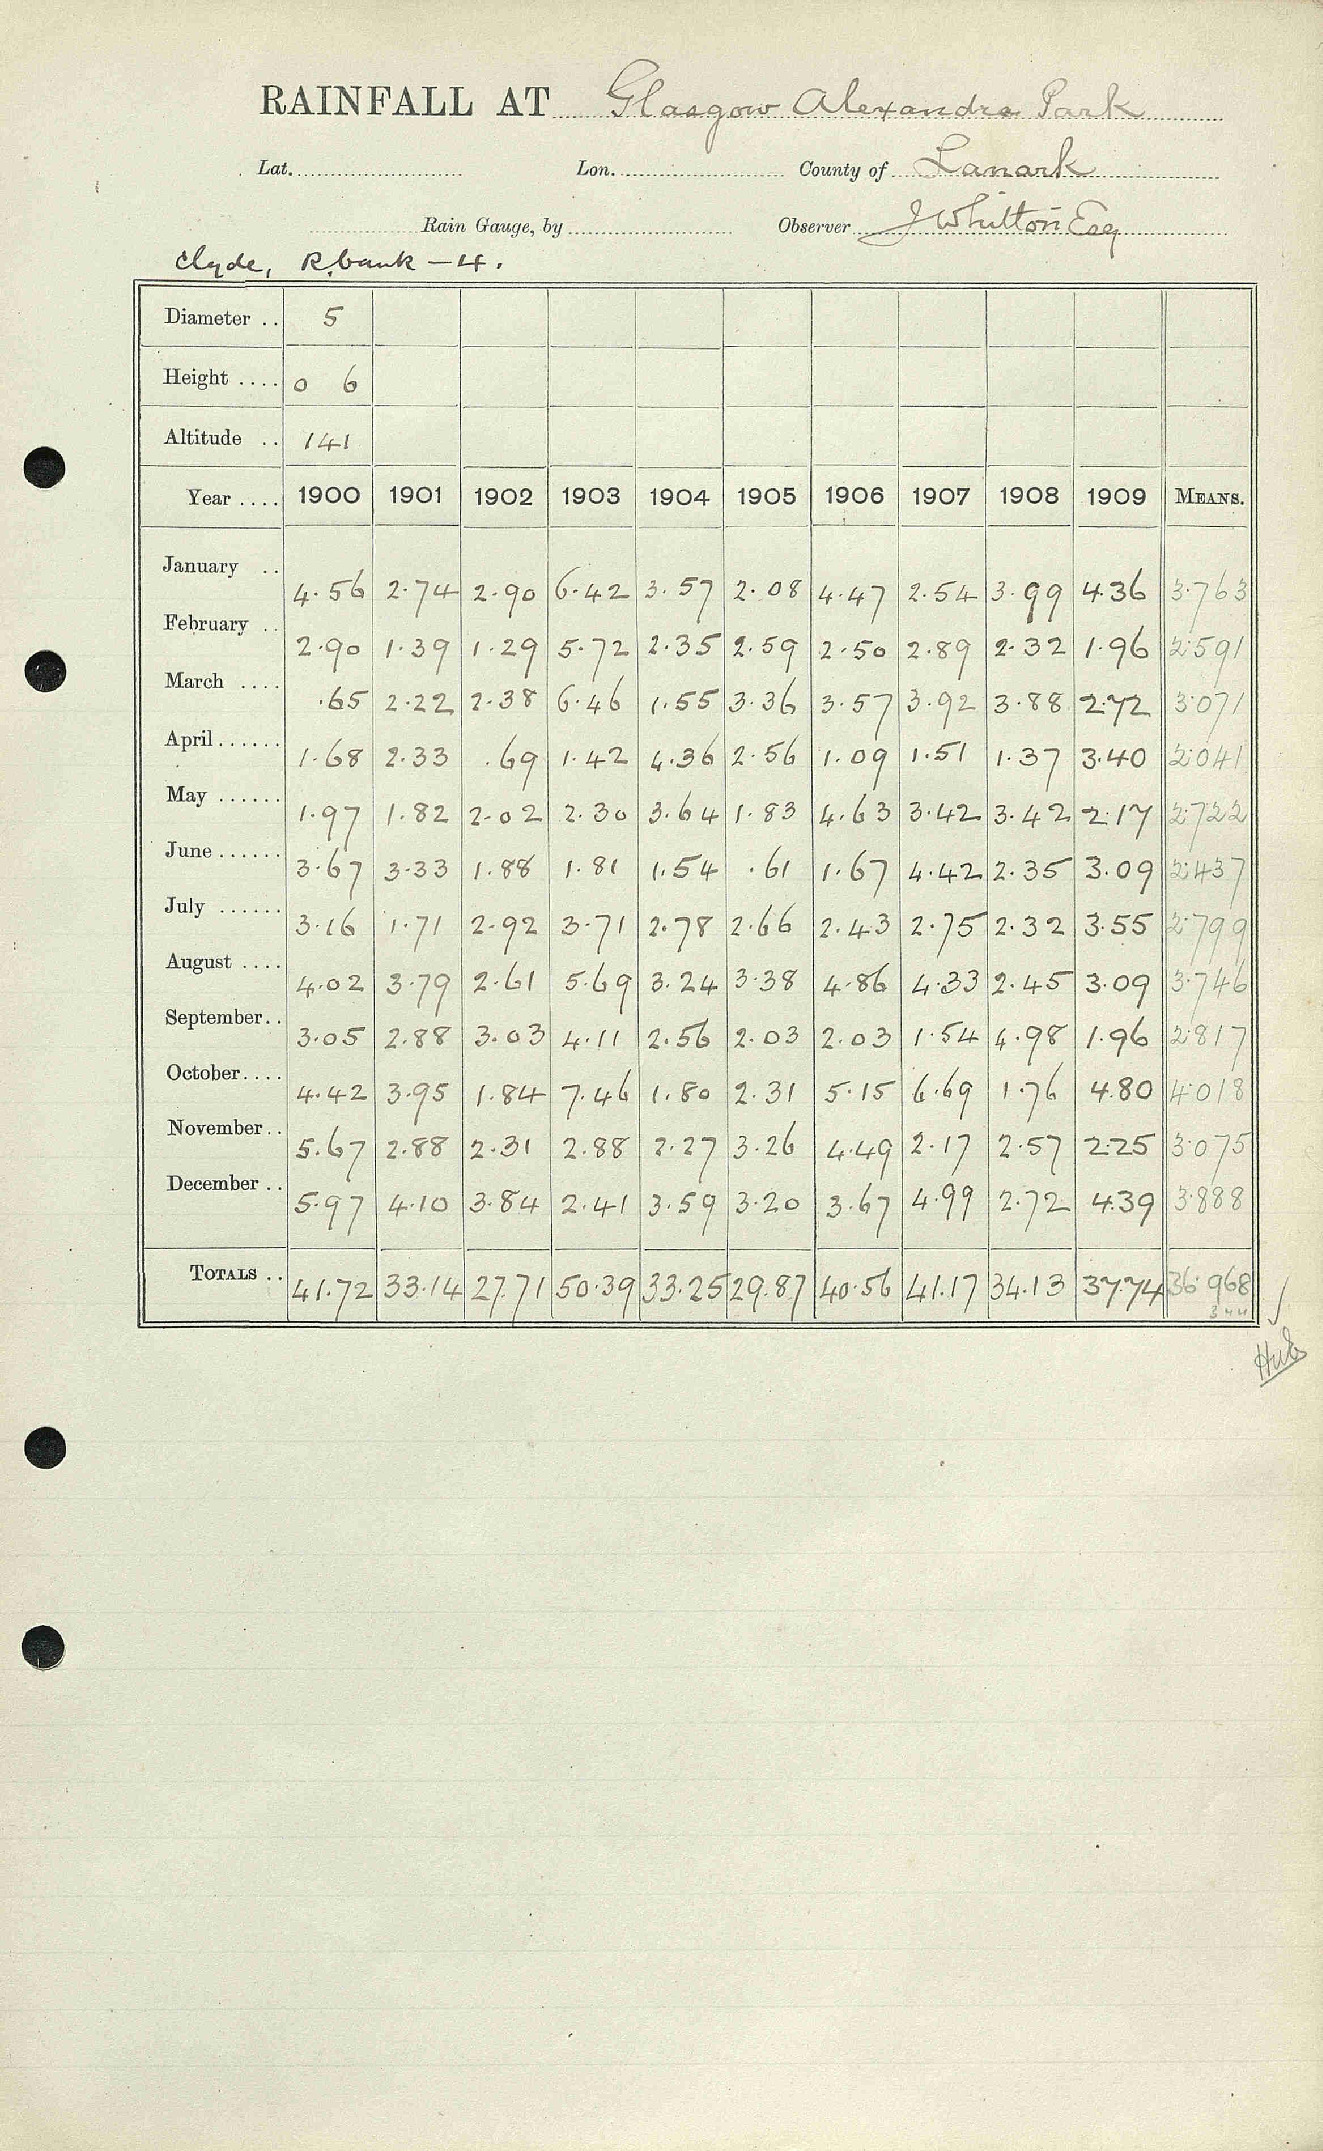 RAINFALL AT Glasgow Alexandra Park
Lat. Lon. County of Lanark
Rain Gauge, by Observer J Whitton Esq
Clyde, R. bank - 4.
Diameter .. 5
Height .... 0 6
Altitude .. 141
Year .... 1900 1901 1902 1903 1904 1905 1906 1907 1908 1909 MEANS.
January .. 4.56 2.74 2.90 6.42 3.57 2.08 4.47 2.54 3.99 4.36 3.763
February .. 2.90 1.39 1.29 5.72 2.35 2.59 2.50 2.89 2.32 1.96 2.591
March .... .65 2.22 2.38 6.46 1.55 3.36 3.57 3.92 3.88 2.72 3.071
April ...... 1.68 2.33 .69 1.42 4.36 2.56 1.09 1.51 1.37 3.40 2.041
May ...... 1.97 1.82 2.02 2.30 3.64 1.83 4.63 3.42 3.42 2.17 2.722
June ...... 3.67 3.33 1.88 1.81 1.54 .61 1.67 4.42 2.35 3.09 2.437
July ...... 3.16 1.71 2.92 3.71 2.78 2.66 2.43 2.75 2.32 3.55 2.799
August .... 4.02 3.79 2.61 5.69 3.24 3.38 4.86 4.33 2.45 3.09 3.746
September .. 3.05 2.88 3.03 4.11 2.56 2.03 2.03 1.54 4.98 1.96 2.817
October .... 4.42 3.95 1.84 7.46 1.80 2.31 5.15 6.69 1.76 4.80 4.018
November .. 5.67 2.88 2.31 2.88 2.27 3.26 4.49 2.17 2.57 2.25 3.075
December .. 5.97 4.10 3.84 2.41 3.59 3.20 3.67 4.99 2.72 4.39 3.888
TOTALS .. 41.72 33.14 27.71 50.39 33.25 29.87 40.56 41.17 34.13 37.74 36.968